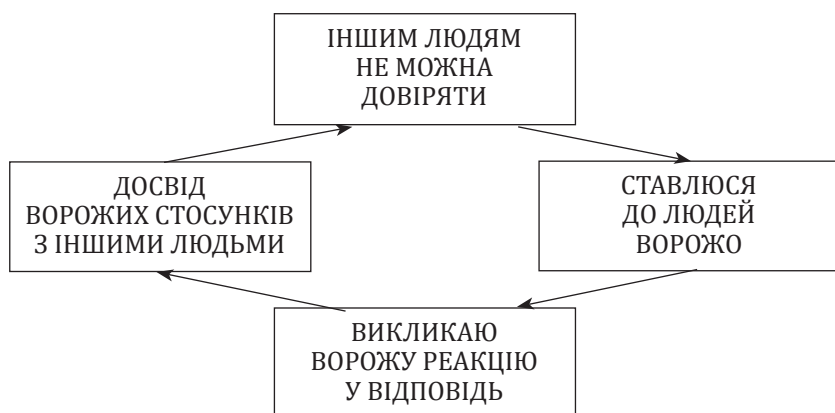 ІНШИМ ЛЮДЯМ
НЕ МОЖНА
ДОВІРЯТИ
СТАВЛЮСЯ
ДО ЛЮДЕЙ
ВОРОЖО
ВИКЛИКАЮ
ВОРОЖУ РЕАКЦІЮ
У ВІДПОВІДЬ
ДОСВІД
ВОРОЖИХ СТОСУНКІВ
З ІНШИМИ ЛЮДЬМИ